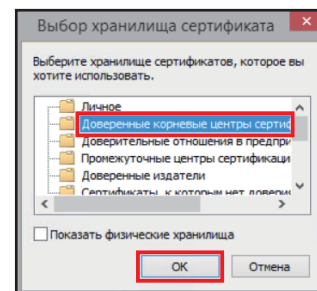 Выбор хранилища сертификата
Выберите хранилище сертификатов, которое вы
хотите использовать.
Личное
Доверенные корневые центры серти
Доверительные отношения в предпри
Промежуточные центры сертификаци
Доверенные издатели
Сертификаты, к которым нет довери
Показать физические хранилища
ОК
Отмена